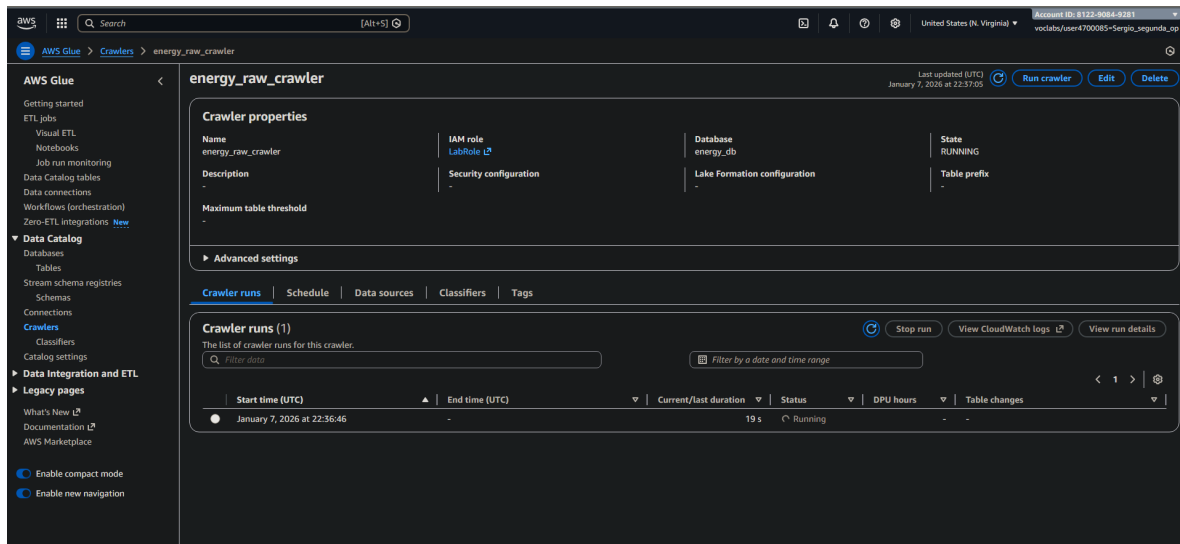 aws
Search [Alt+S]
United States (N. Virginia)
Account ID: 8122-9084-9281
voclabs/user4700085=Sergio_segunda_op
AWS Glue > Crawlers > energy_raw_crawler
AWS Glue
Getting started
ETL jobs
Visual ETL
Notebooks
Job run monitoring
Data Catalog tables
Data connections
Workflows (orchestration)
Zero-ETL integrations New
Data Catalog
Databases
Tables
Stream schema registries
Schemas
Connections
Crawlers
Classifiers
Catalog settings
Data Integration and ETL
Legacy pages
What's New
Documentation
AWS Marketplace
Enable compact mode
Enable new navigation
energy_raw_crawler
Last updated (UTC)
January 7, 2026 at 22:37:05
Run crawler
Edit
Delete
Crawler properties
Name
energy_raw_crawler
IAM role
LabRole
Database
energy_db
State
RUNNING
Description
-
Security configuration
-
Lake Formation configuration
-
Table prefix
-
Maximum table threshold
-
Advanced settings
Crawler runs
Schedule
Data sources
Classifiers
Tags
Crawler runs (1)
The list of crawler runs for this crawler.
Stop run
View CloudWatch logs
View run details
Filter data
Filter by a date and time range
1
Start time (UTC) End time (UTC) Current/last duration Status DPU hours Table changes
January 7, 2026 at 22:36:46 - 19 s Running - -